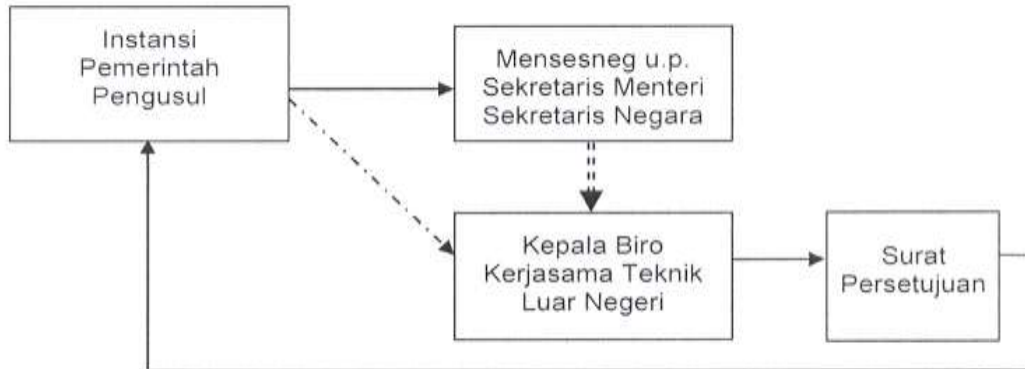 Instansi
Pemerintah
Pengusul
Mensesneg u.p.
Sekretaris Menteri
Sekretaris Negara
Kepala Biro
Kerjasama Teknik
Luar Negeri
Surat
Persetujuan